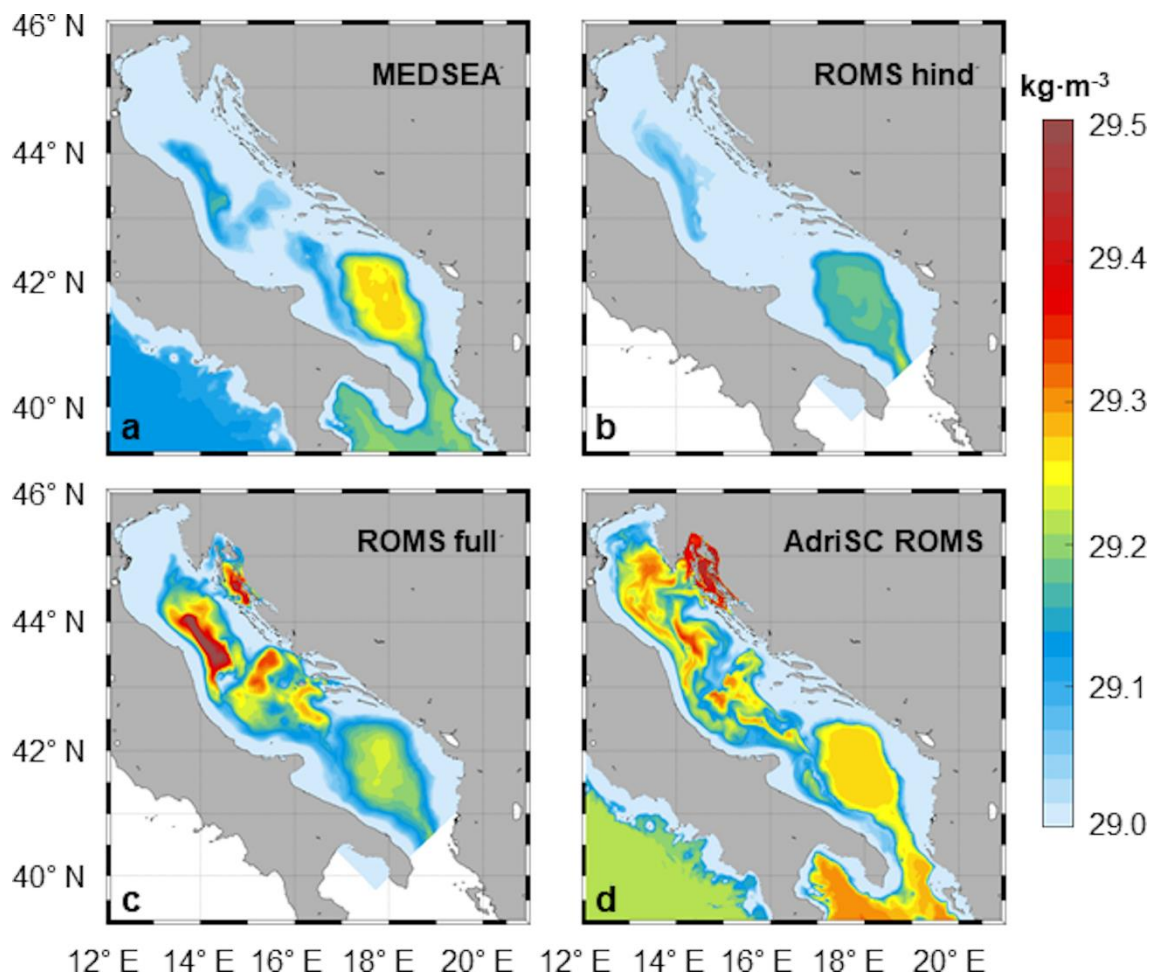 46° N
44° N
42° N
40° N
MEDSEA
a
ROMS hind
b
kg·m-3
29.5
29.4
29.3
29.2
29.1
29.0
46° N
44° N
42° N
40° N
ROMS full
c
AdriSC ROMS
d
12° E 14° E 16° E 18° E 20° E
12° E 14° E 16° E 18° E 20° E